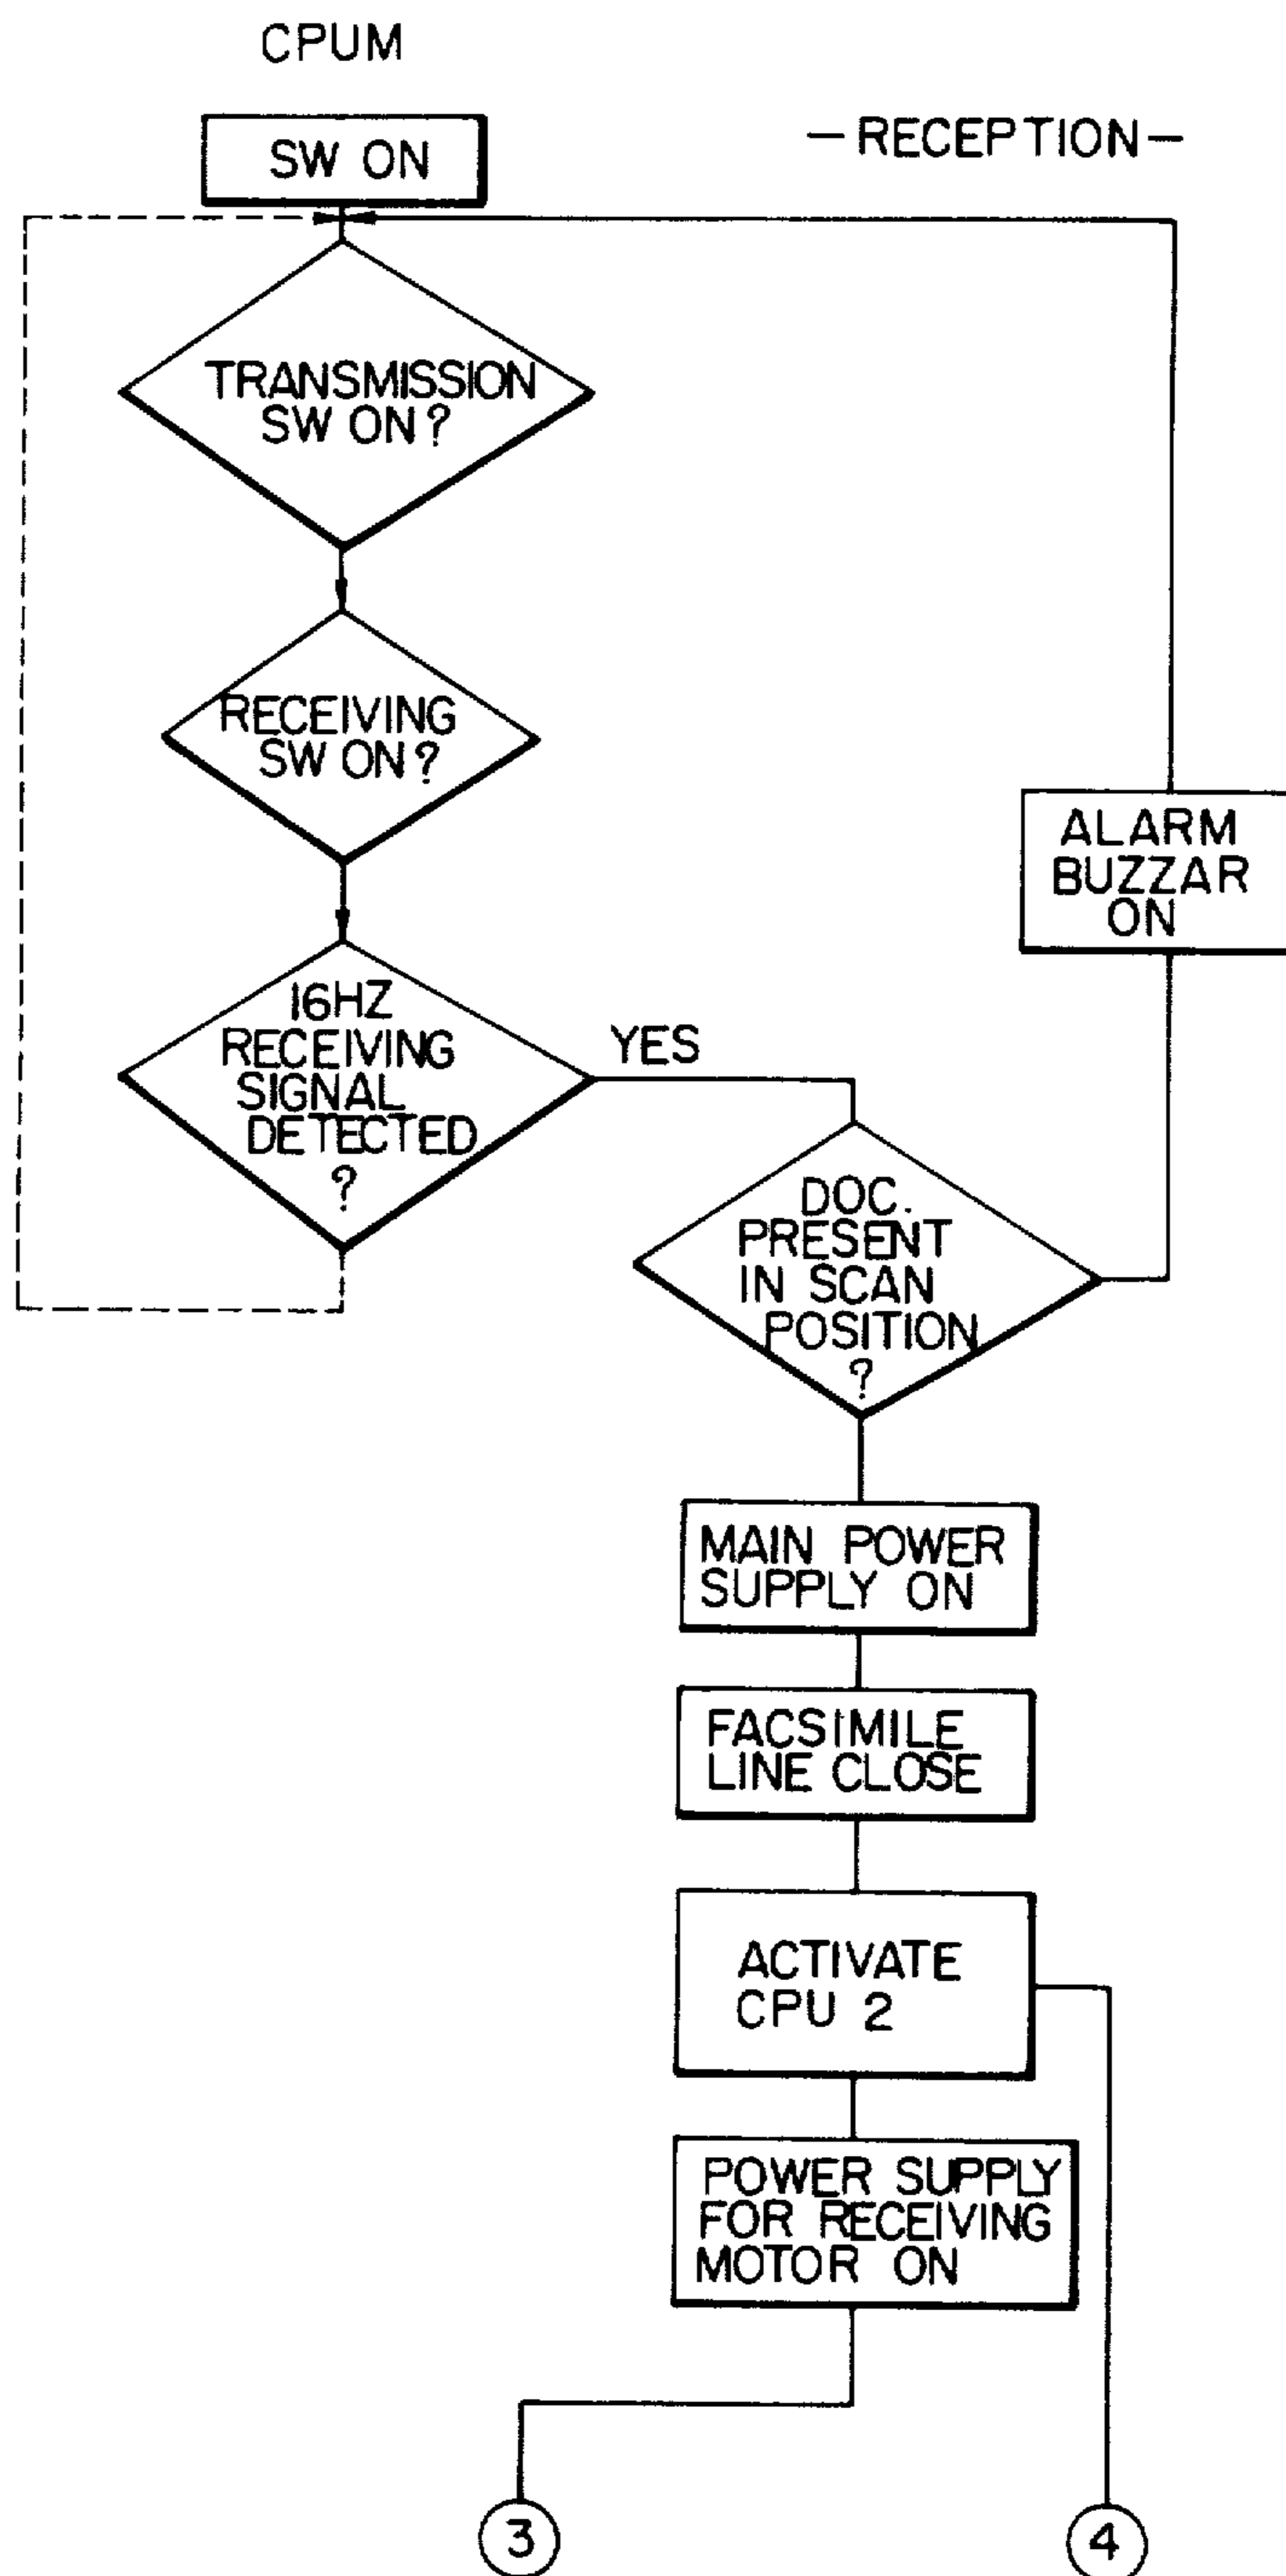 CPUM
SW ON
-RECEPTION-
TRANSMISSION
SW ON?
RECEIVING
SW ON?
ALARM
BUZZAR
ON
16HZ
RECEIVING
SIGNAL
DETECTED
?
YES
DOC.
PRESENT
IN SCAN
POSITION
?
MAIN POWER
SUPPLY ON
FACSIMILE
LINE CLOSE
ACTIVATE
CPU 2
POWER SUPPLY
FOR RECEIVING
MOTOR ON
3
4